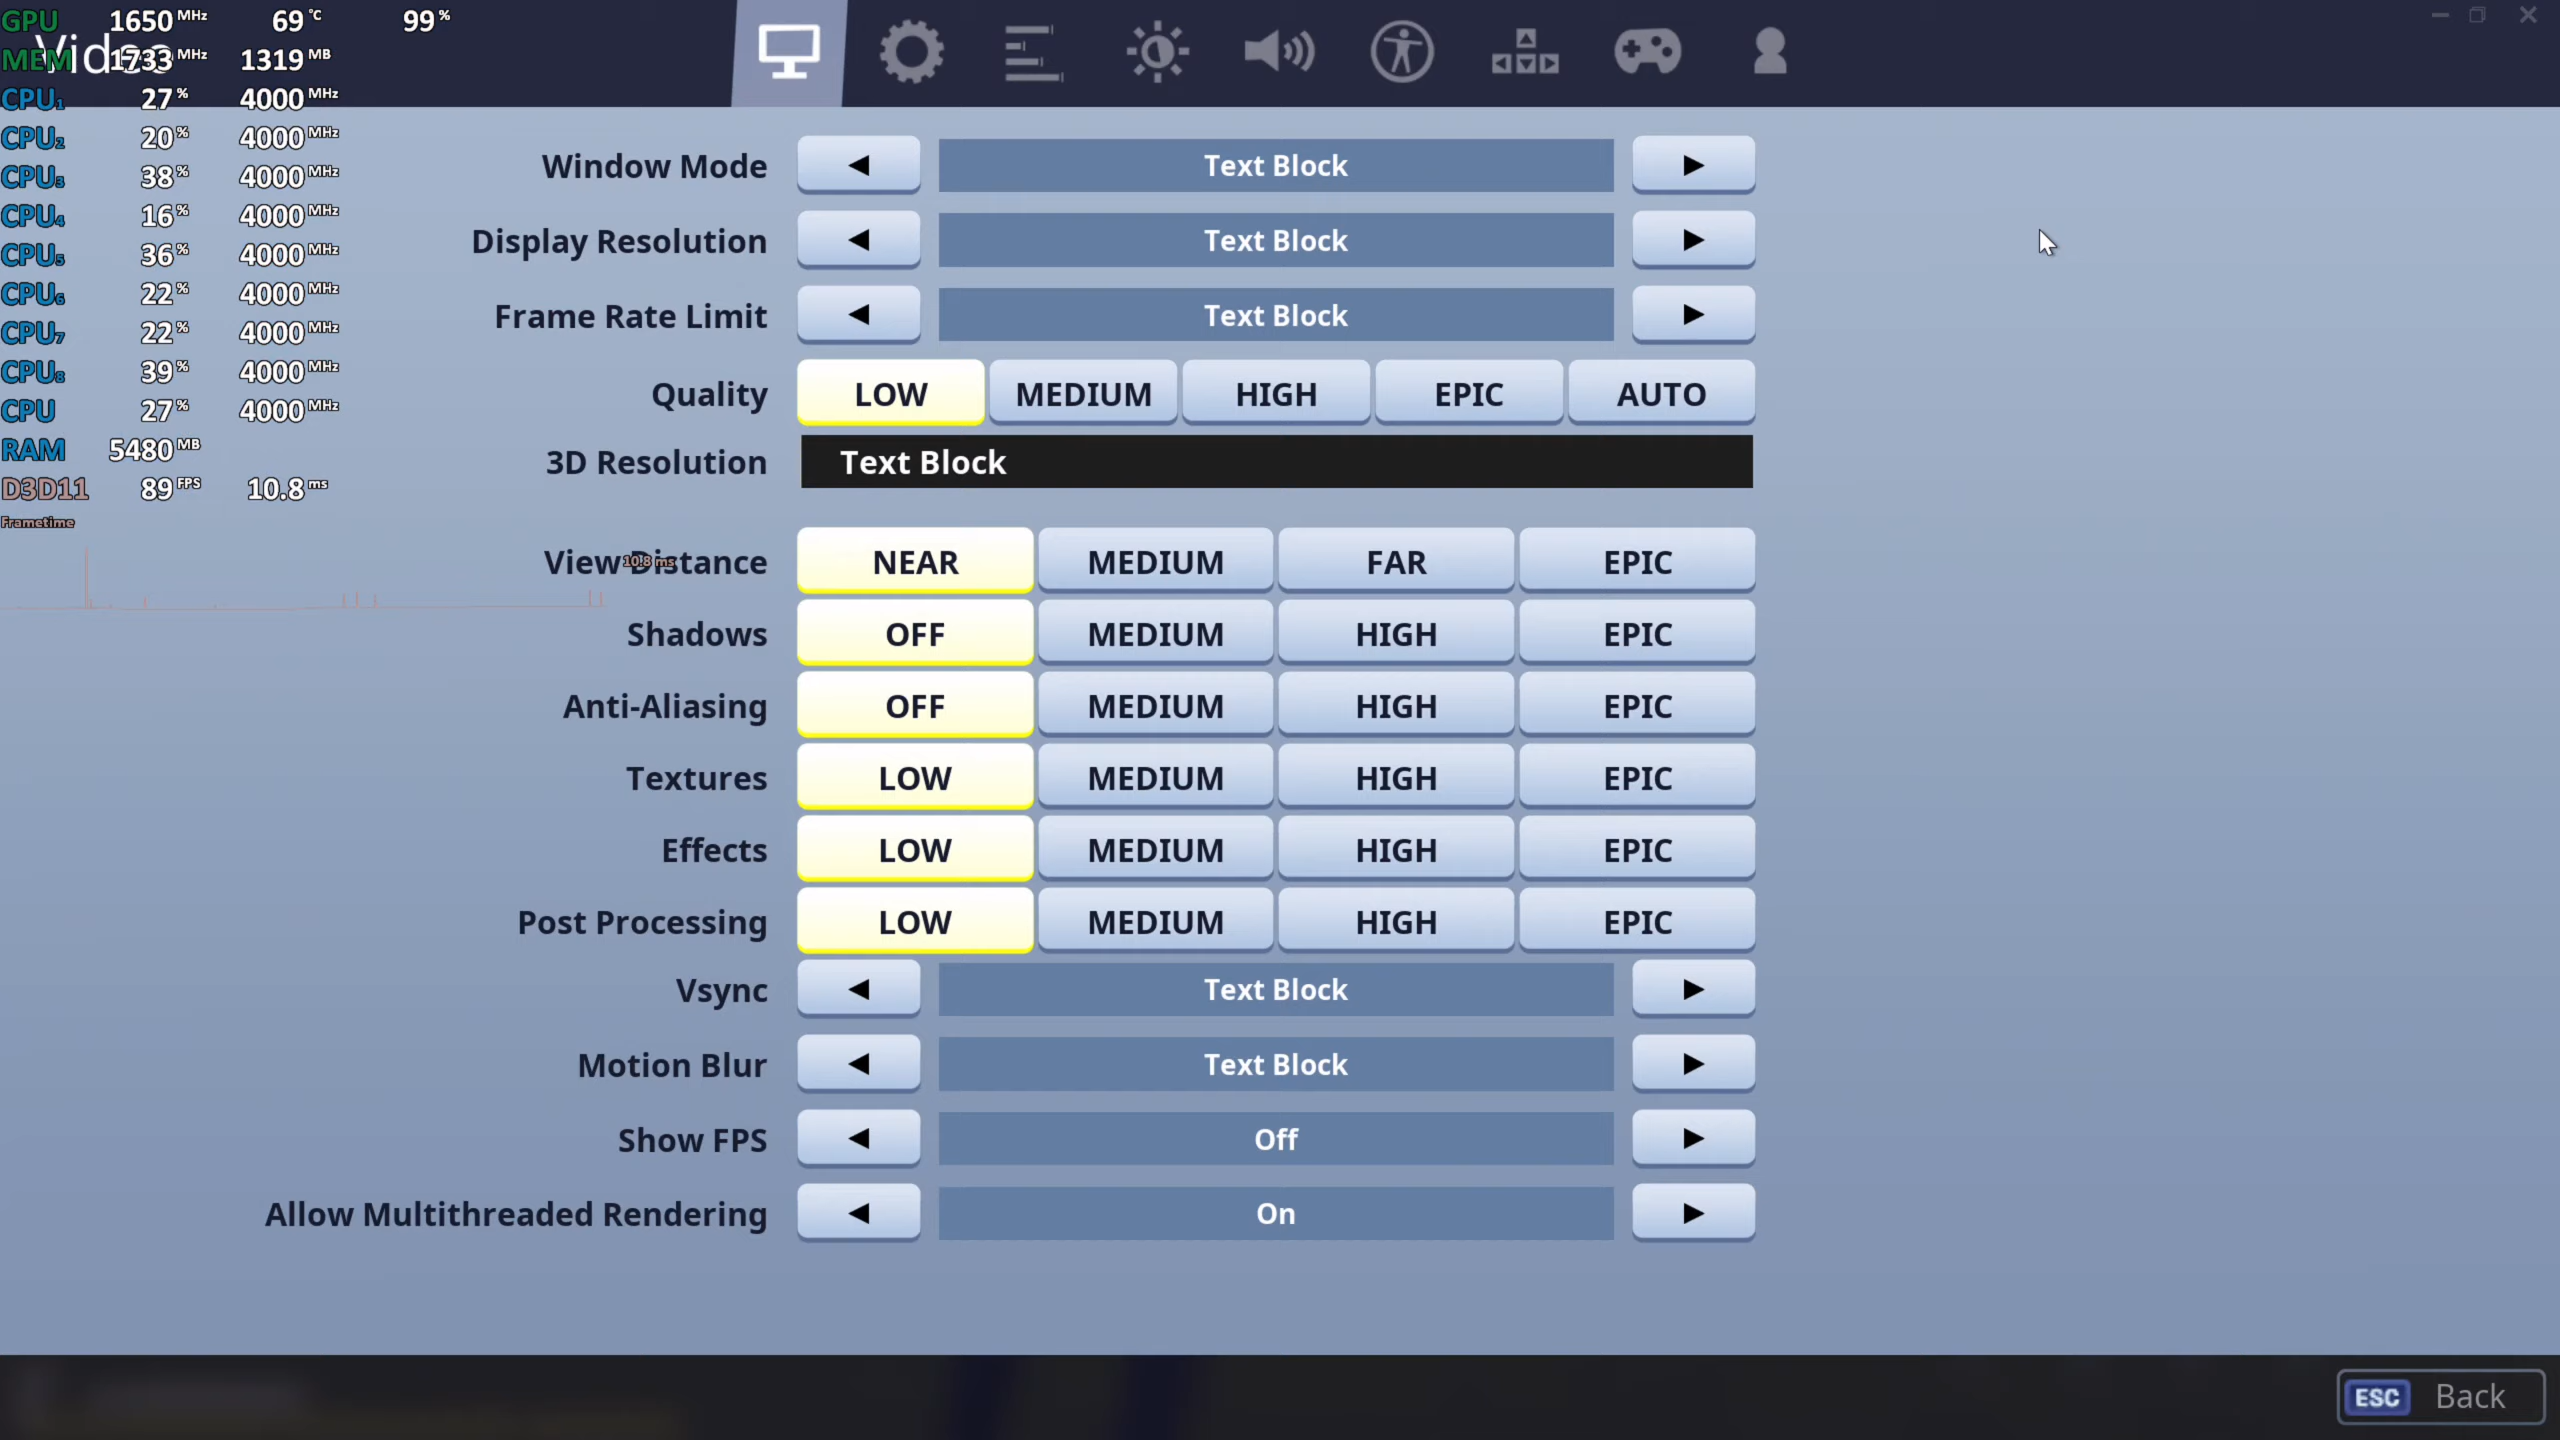 GPU 1650 MHz 69 °C 99 %
Video
MEM 1733 MHz 1319 MB
CPU1 27 % 4000 MHz
CPU2 20 % 4000 MHz
CPU3 38 % 4000 MHz
CPU4 16 % 4000 MHz
CPU5 36 % 4000 MHz
CPU6 22 % 4000 MHz
CPU7 22 % 4000 MHz
CPU8 39 % 4000 MHz
CPU 27 % 4000 MHz
RAM 5480 MB
D3D11 89 FPS 10.8 ms
Frametime
10.8 ms
Window Mode Text Block
Display Resolution Text Block
Frame Rate Limit Text Block
Quality LOW MEDIUM HIGH EPIC AUTO
3D Resolution Text Block
View Distance NEAR MEDIUM FAR EPIC
Shadows OFF MEDIUM HIGH EPIC
Anti-Aliasing OFF MEDIUM HIGH EPIC
Textures LOW MEDIUM HIGH EPIC
Effects LOW MEDIUM HIGH EPIC
Post Processing LOW MEDIUM HIGH EPIC
Vsync Text Block
Motion Blur Text Block
Show FPS Off
Allow Multithreaded Rendering On
ESC Back